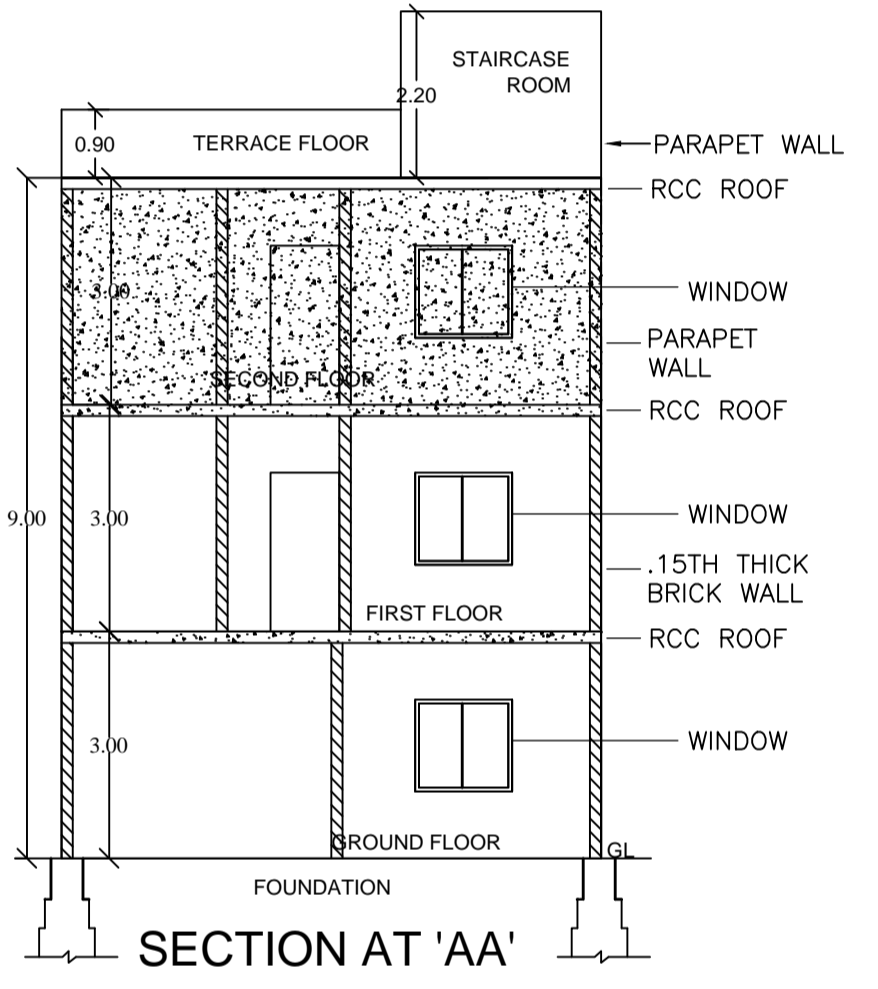 STAIRCASE
ROOM
2.20
0.90
TERRACE FLOOR
PARAPET WALL
RCC ROOF
3.00
WINDOW
PARAPET
WALL
SECOND FLOOR
RCC ROOF
9.00
3.00
WINDOW
.15TH THICK
BRICK WALL
FIRST FLOOR
RCC ROOF
3.00
WINDOW
GROUND FLOOR
GL
FOUNDATION
SECTION AT 'AA'